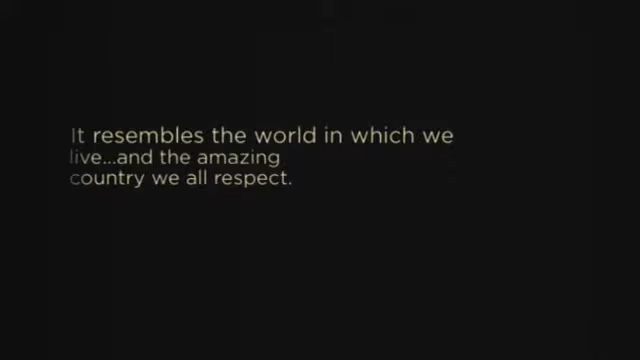 It resembles the world in which we
live...and the amazing
country we all respect.